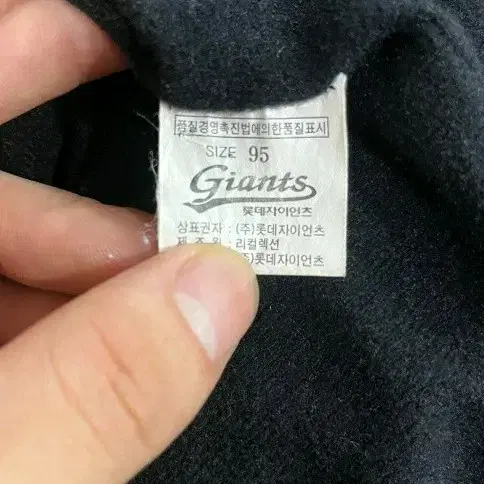 품질경영촉진법에의한품질표시
SIZE 95
Giants
롯데자이언츠
상표권자 : (주)롯데자이언츠
제 조 원 : 리컬렉션
주)롯데자이언츠